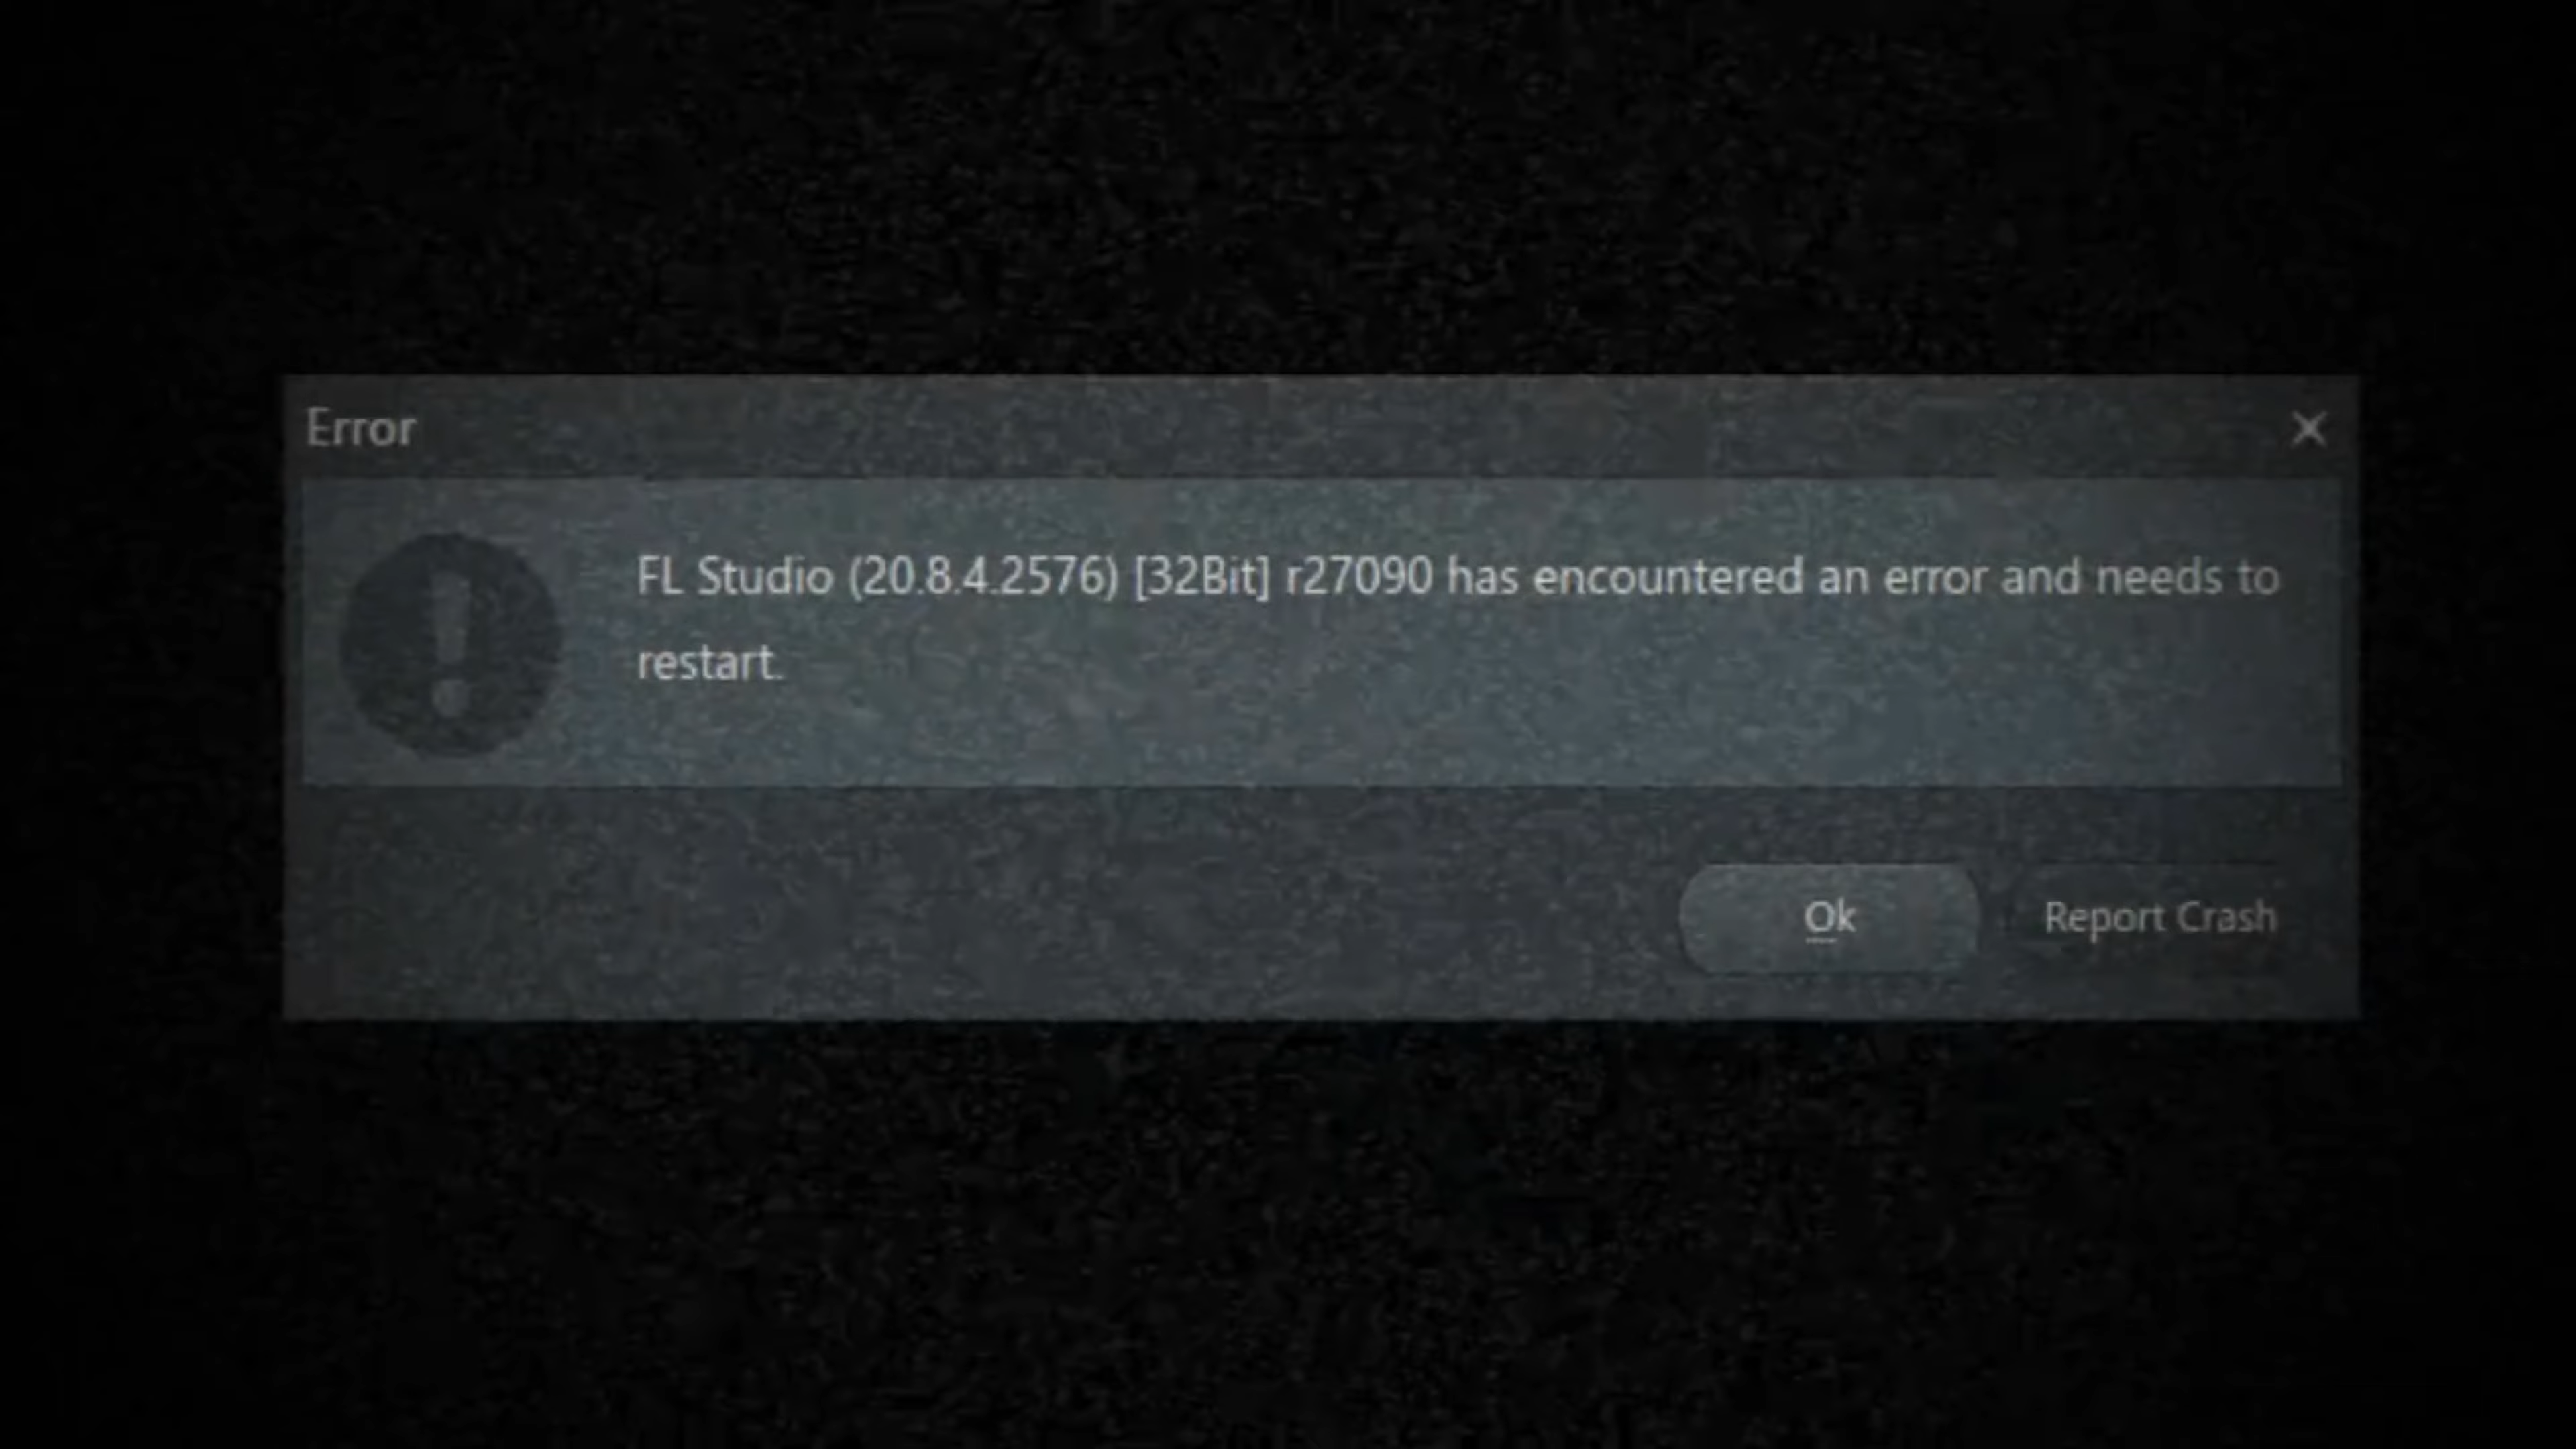 Error
FL Studio (20.8.4.2576) [32Bit] r27090 has encountered an error and needs to
restart.
Ok
Report Crash